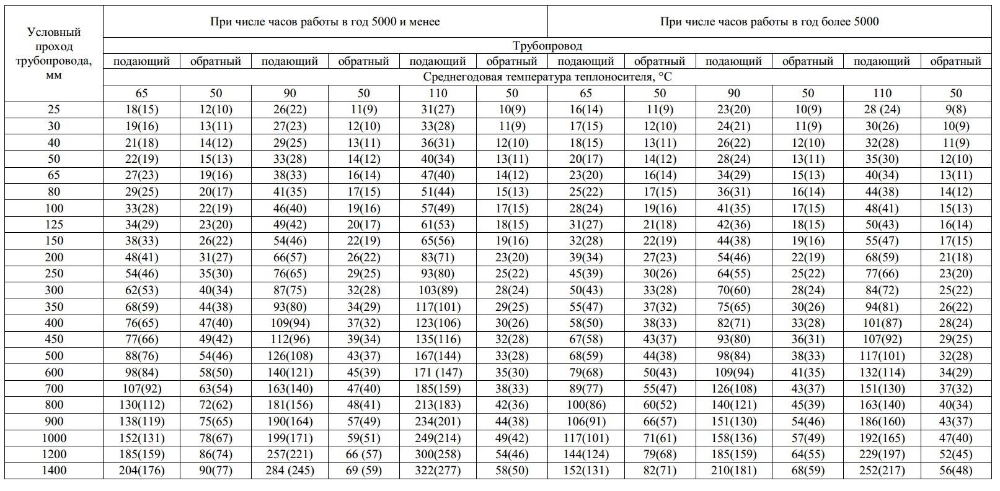 Условный
проход
трубопровода,
мм
При числе часов работы в год 5000 и менее При числе часов работы в год более 5000
Трубопровод
подающий обратный подающий обратный подающий обратный подающий обратный подающий обратный подающий обратный
Среднегодовая температура теплоносителя, °С
65 50 90 50 110 50 65 50 90 50 110 50
25 18(15) 12(10) 26(22) 11(9) 31(27) 10(9) 16(14) 11(9) 23(20) 10(9) 28 (24) 9(8)
30 19(16) 13(11) 27(23) 12(10) 33(28) 11(9) 17(15) 12(10) 24(21) 11(9) 30(26) 10(9)
40 21(18) 14(12) 29(25) 13(11) 36(31) 12(10) 18(15) 13(11) 26(22) 12(10) 32(28) 11(9)
50 22(19) 15(13) 33(28) 14(12) 40(34) 13(11) 20(17) 14(12) 28(24) 13(11) 35(30) 12(10)
65 27(23) 19(16) 38(33) 16(14) 47(40) 14(12) 23(20) 16(14) 34(29) 15(13) 40(34) 13(11)
80 29(25) 20(17) 41(35) 17(15) 51(44) 15(13) 25(22) 17(15) 36(31) 16(14) 44(38) 14(12)
100 33(28) 22(19) 46(40) 19(16) 57(49) 17(15) 28(24) 19(16) 41(35) 17(15) 48(41) 15(13)
125 34(29) 23(20) 49(42) 20(17) 61(53) 18(15) 31(27) 21(18) 42(36) 18(15) 50(43) 16(14)
150 38(33) 26(22) 54(46) 22(19) 65(56) 19(16) 32(28) 22(19) 44(38) 19(16) 55(47) 17(15)
200 48(41) 31(27) 66(57) 26(22) 83(71) 23(20) 39(34) 27(23) 54(46) 22(19) 68(59) 21(18)
250 54(46) 35(30) 76(65) 29(25) 93(80) 25(22) 45(39) 30(26) 64(55) 25(22) 77(66) 23(20)
300 62(53) 40(34) 87(75) 32(28) 103(89) 28(24) 50(43) 33(28) 70(60) 28(24) 84(72) 25(22)
350 68(59) 44(38) 93(80) 34(29) 117(101) 29(25) 55(47) 37(32) 75(65) 30(26) 94(81) 26(22)
400 76(65) 47(40) 109(94) 37(32) 123(106) 30(26) 58(50) 38(33) 82(71) 33(28) 101(87) 28(24)
450 77(66) 49(42) 112(96) 39(34) 135(116) 32(28) 67(58) 43(37) 93(80) 36(31) 107(92) 29(25)
500 88(76) 54(46) 126(108) 43(37) 167(144) 33(28) 68(59) 44(38) 98(84) 38(33) 117(101) 32(28)
600 98(84) 58(50) 140(121) 45(39) 171 (147) 35(30) 79(68) 50(43) 109(94) 41(35) 132(114) 34(29)
700 107(92) 63(54) 163(140) 47(40) 185(159) 38(33) 89(77) 55(47) 126(108) 43(37) 151(130) 37(32)
800 130(112) 72(62) 181(156) 48(41) 213(183) 42(36) 100(86) 60(52) 140(121) 45(39) 163(140) 40(34)
900 138(119) 75(65) 190(164) 57(49) 234(201) 44(38) 106(91) 66(57) 151(130) 54(46) 186(160) 43(37)
1000 152(131) 78(67) 199(171) 59(51) 249(214) 49(42) 117(101) 71(61) 158(136) 57(49) 192(165) 47(40)
1200 185(159) 86(74) 257(221) 66 (57) 300(258) 54(46) 144(124) 79(68) 185(159) 64(55) 229(197) 52(45)
1400 204(176) 90(77) 284 (245) 69 (59) 322(277) 58(50) 152(131) 82(71) 210(181) 68(59) 252(217) 56(48)